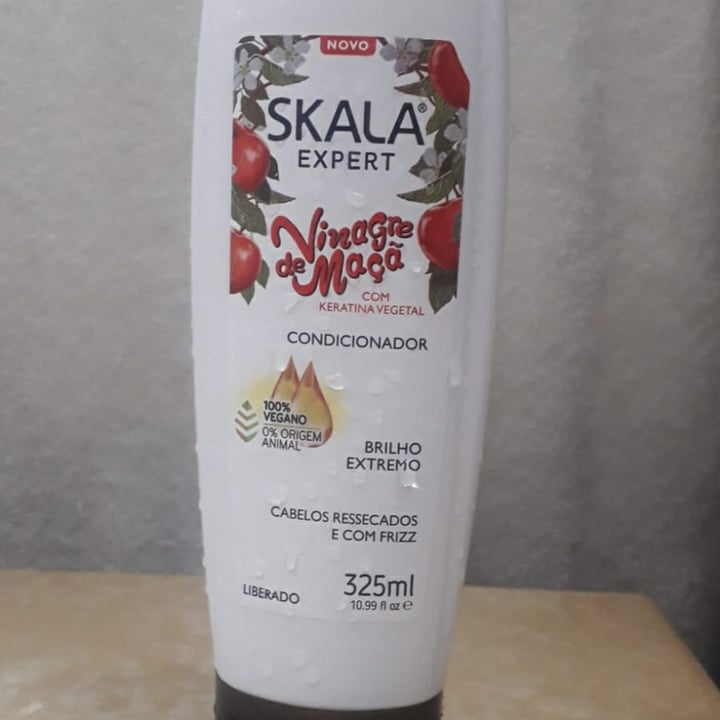 NOVO
SKALA®
EXPERT
Vinagre
de Maçã
COM
KERATINA VEGETAL
CONDICIONADOR
100%
VEGANO
0% ORIGEM
ANIMAL
BRILHO
EXTREMO
CABELOS RESSECADOS
E COM FRIZZ
LIBERADO
325ml
10.99 fl oz ℮